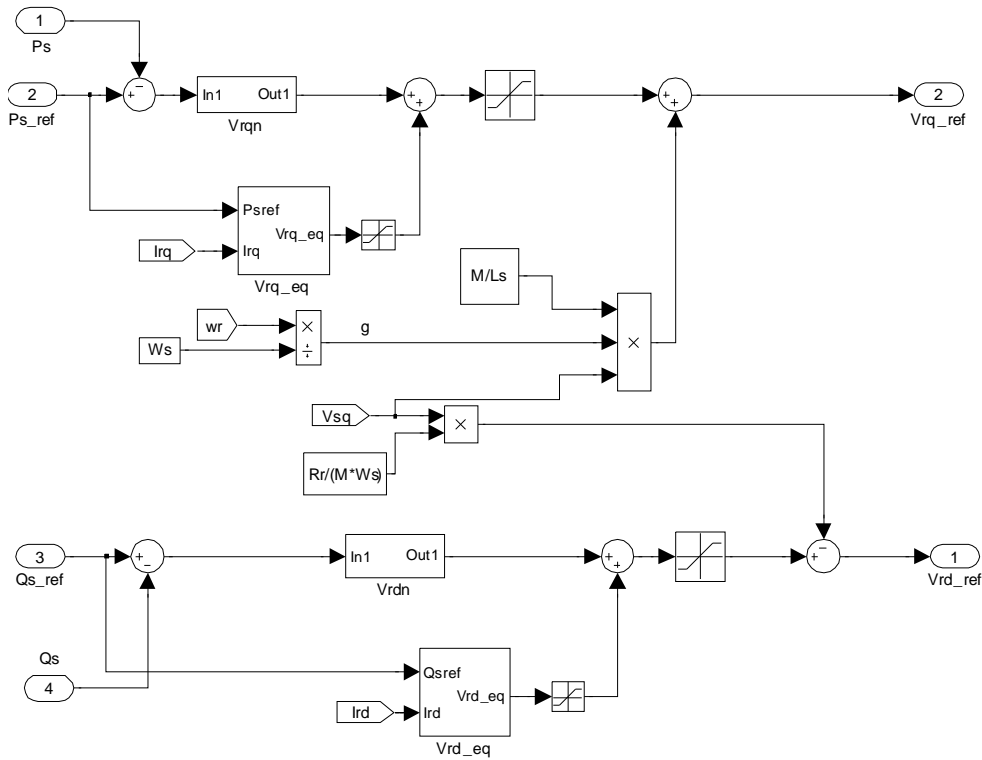 1
Ps
−
2
+
In1 Out1
+
+
+
+
2
Ps_ref
Vrqn
Vrq_ref
Psref
Vrq_eq
Irq
Irq
Vrq_eq
M/Ls
wr
×
g
Ws
÷
×
Vsq
×
Rr/(M*Ws)
3
+
−
In1 Out1
+
+
−
+
1
Qs_ref
Vrdn
Vrd_ref
Qs
4
Qsref
Vrd_eq
Ird
Ird
Vrd_eq